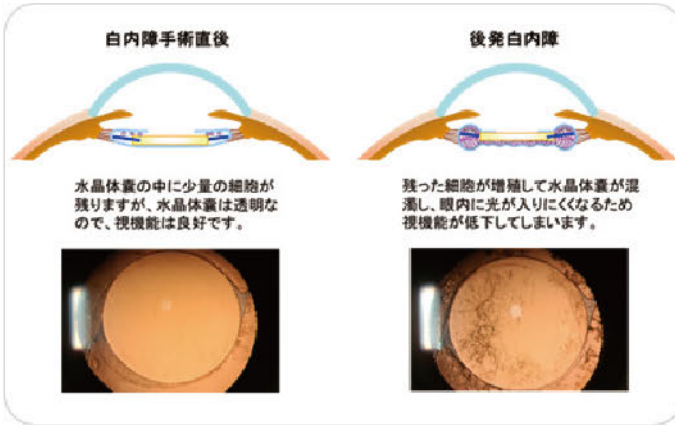 白内障手術直後
水晶体嚢の中に少量の細胞が
残りますが、水晶体嚢は透明な
ので、視機能は良好です。
後発白内障
残った細胞が増殖して水晶体嚢が混
濁し、眼内に光が入りにくくなるため
視機能が低下してしまいます。